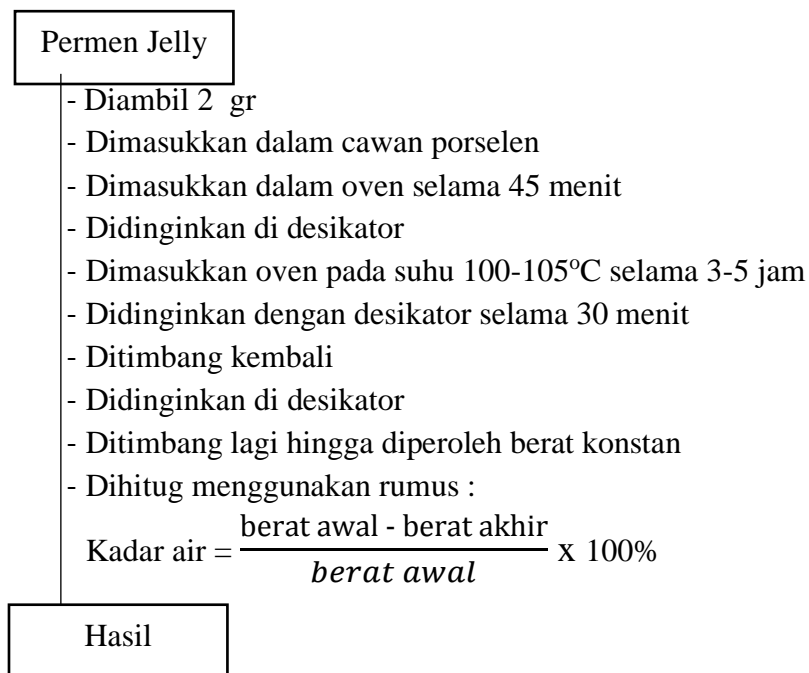 Permen Jelly
- Diambil 2 gr
- Dimasukkan dalam cawan porselen
- Dimasukkan dalam oven selama 45 menit
- Didinginkan di desikator
- Dimasukkan oven pada suhu 100-105°C selama 3-5 jam
- Didinginkan dengan desikator selama 30 menit
- Ditimbang kembali
- Didinginkan di desikator
- Ditimbang lagi hingga diperoleh berat konstan
- Dihitug menggunakan rumus :
berat awal - berat akhir
Kadar air = x 100%
berat awal
Hasil